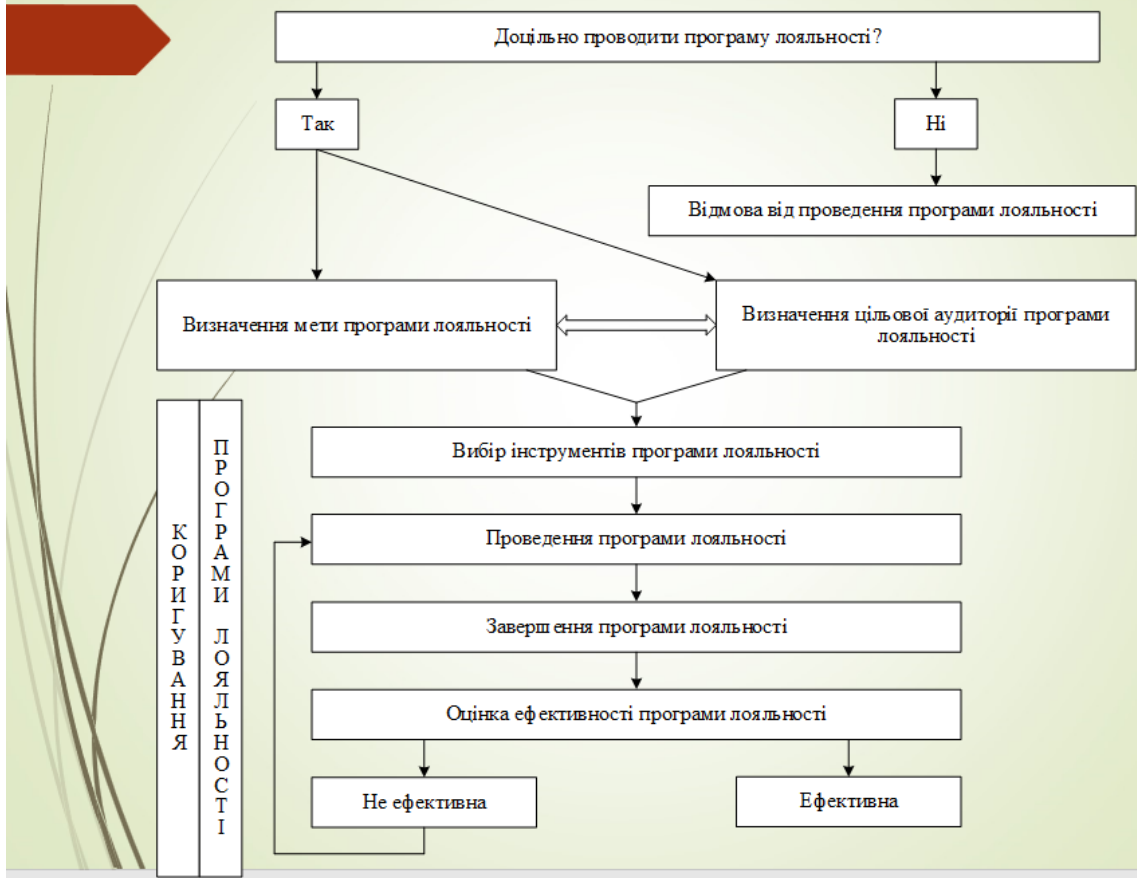 Доцільно проводити програму лояльності?
Так
Ні
Відмова від проведення програми лояльності
Визначення мети програми лояльності
Визначення цільової аудиторії програми
лояльності
КОРИГУВАННЯ
ПРОГРАМИ ЛОЯЛЬНОСТІ
Вибір інструментів програми лояльності
Проведення програми лояльності
Завершення програми лояльності
Оцінка ефективності програми лояльності
Не ефективна
Ефективна